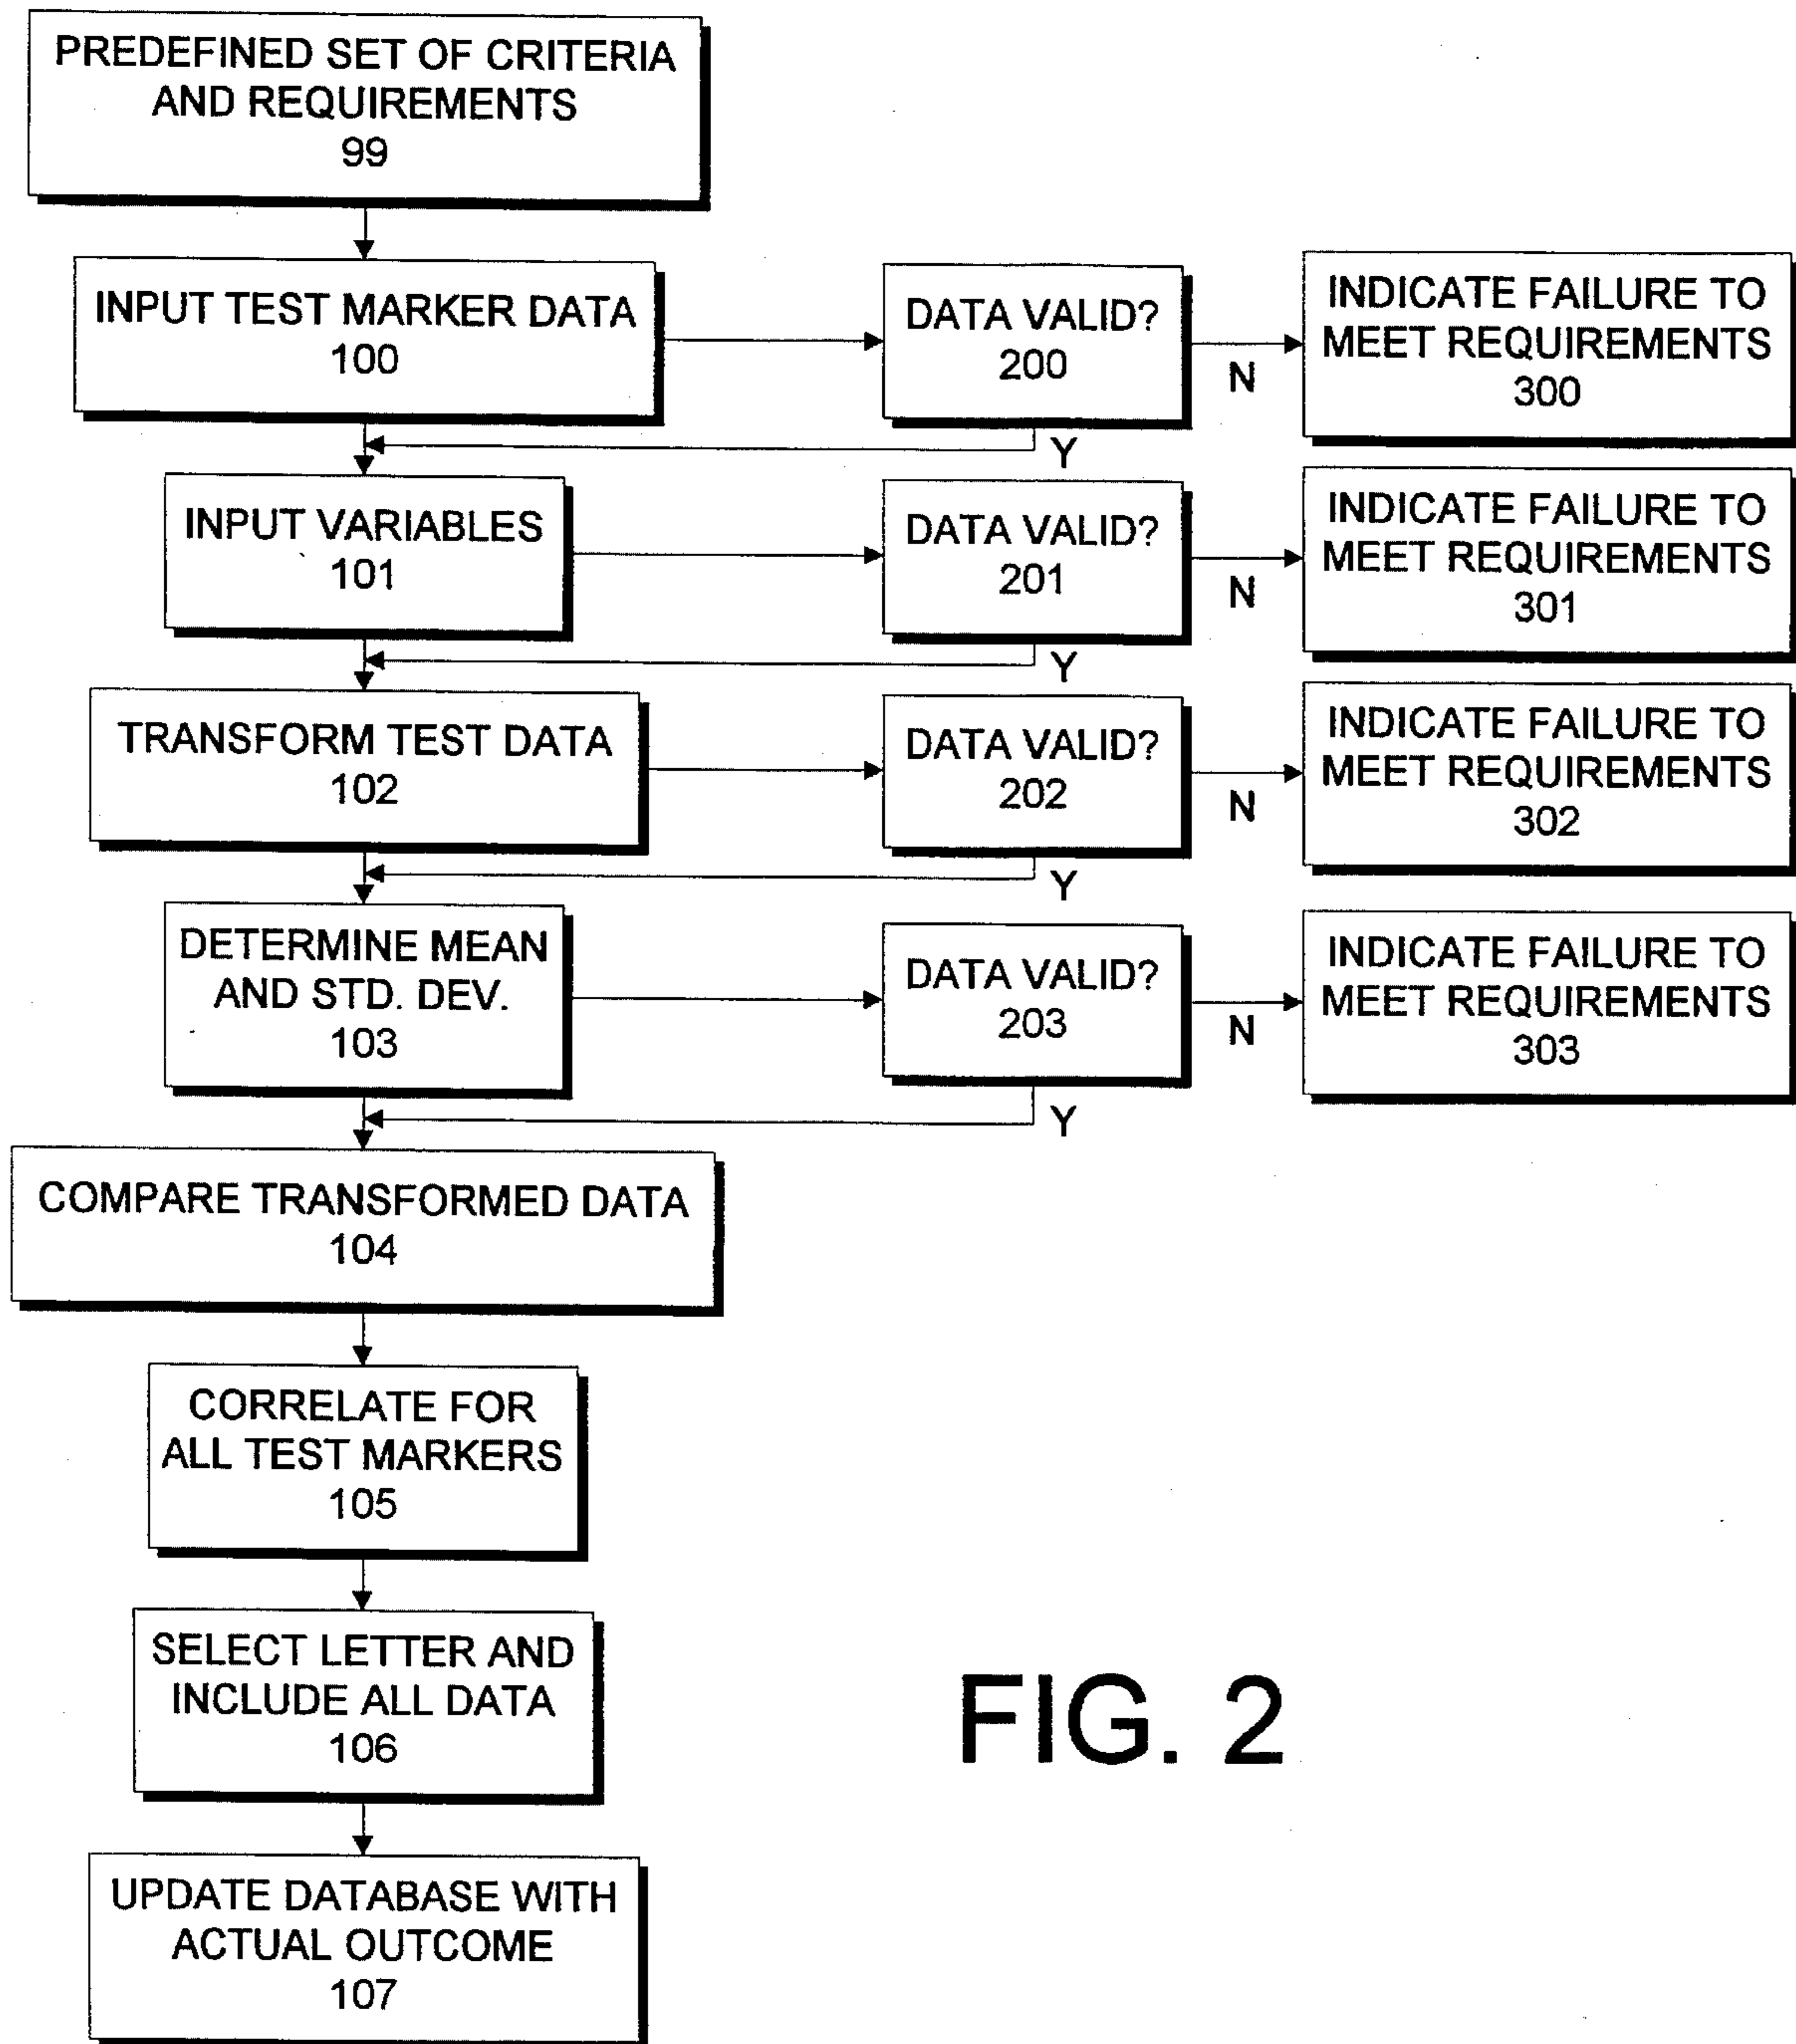 PREDEFINED SET OF CRITERIA
AND REQUIREMENTS
99
INPUT TEST MARKER DATA
100
DATA VALID?
200
N
Y
INDICATE FAILURE TO
MEET REQUIREMENTS
300
INPUT VARIABLES
101
DATA VALID?
201
N
Y
INDICATE FAILURE TO
MEET REQUIREMENTS
301
TRANSFORM TEST DATA
102
DATA VALID?
202
N
Y
INDICATE FAILURE TO
MEET REQUIREMENTS
302
DETERMINE MEAN
AND STD. DEV.
103
DATA VALID?
203
N
Y
INDICATE FAILURE TO
MEET REQUIREMENTS
303
COMPARE TRANSFORMED DATA
104
CORRELATE FOR
ALL TEST MARKERS
105
SELECT LETTER AND
INCLUDE ALL DATA
106
UPDATE DATABASE WITH
ACTUAL OUTCOME
107
FIG. 2